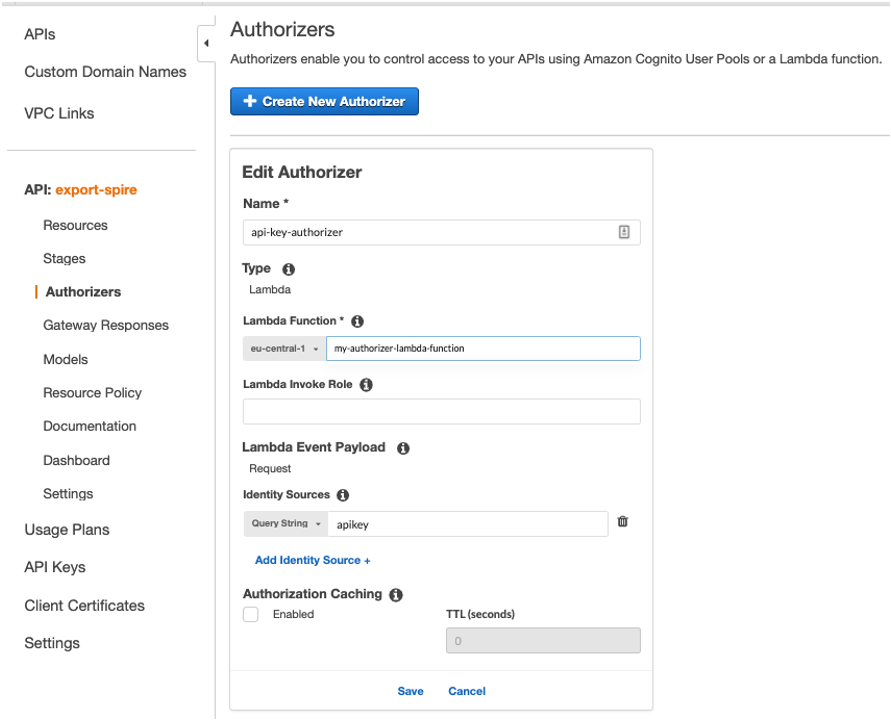 APIs
Custom Domain Names
VPC Links
API: export-spire
Resources
Stages
Authorizers
Gateway Responses
Models
Resource Policy
Documentation
Dashboard
Settings
Usage Plans
API Keys
Client Certificates
Settings
Authorizers
Authorizers enable you to control access to your APIs using Amazon Cognito User Pools or a Lambda function.
+ Create New Authorizer
Edit Authorizer
Name *
api-key-authorizer
Type
Lambda
Lambda Function *
eu-central-1 my-authorizer-lambda-function
Lambda Invoke Role
Lambda Event Payload
Request
Identity Sources
Query String apikey
Add Identity Source +
Authorization Caching
Enabled TTL (seconds)
0
Save Cancel